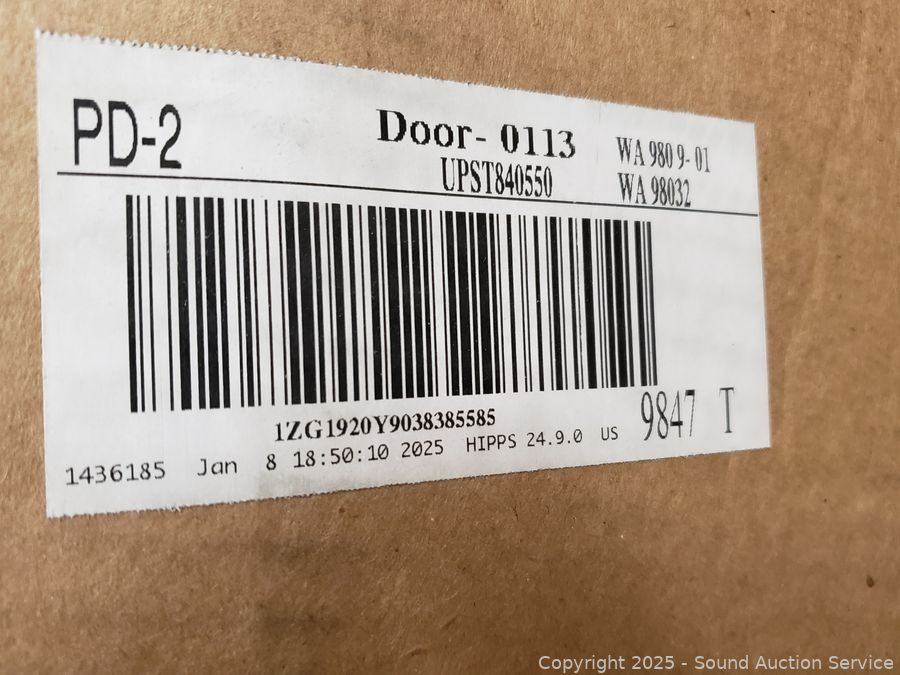 PD-2
Door- 0113
UPST840550
WA 980 9- 01
WA 98032
1ZG1920Y9038385585
9847 T
1436185 Jan 8 18:50:10 2025 HIPPS 24.9.0 US
Copyright 2025 - Sound Auction Service